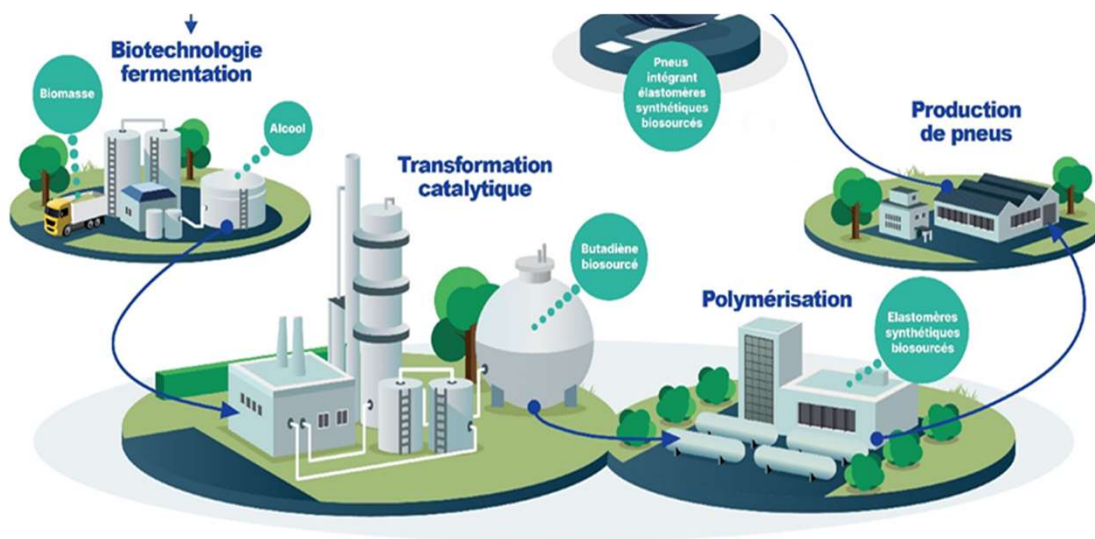 Biotechnologie
fermentation
Biomasse
Alcool
Transformation
catalytique
Butadiène
biosourcé
Polymérisation
Elastomères
synthétiques
biosourcés
Production
de pneus
Pneus
intégrant
élastomères
synthétiques
biosourcés